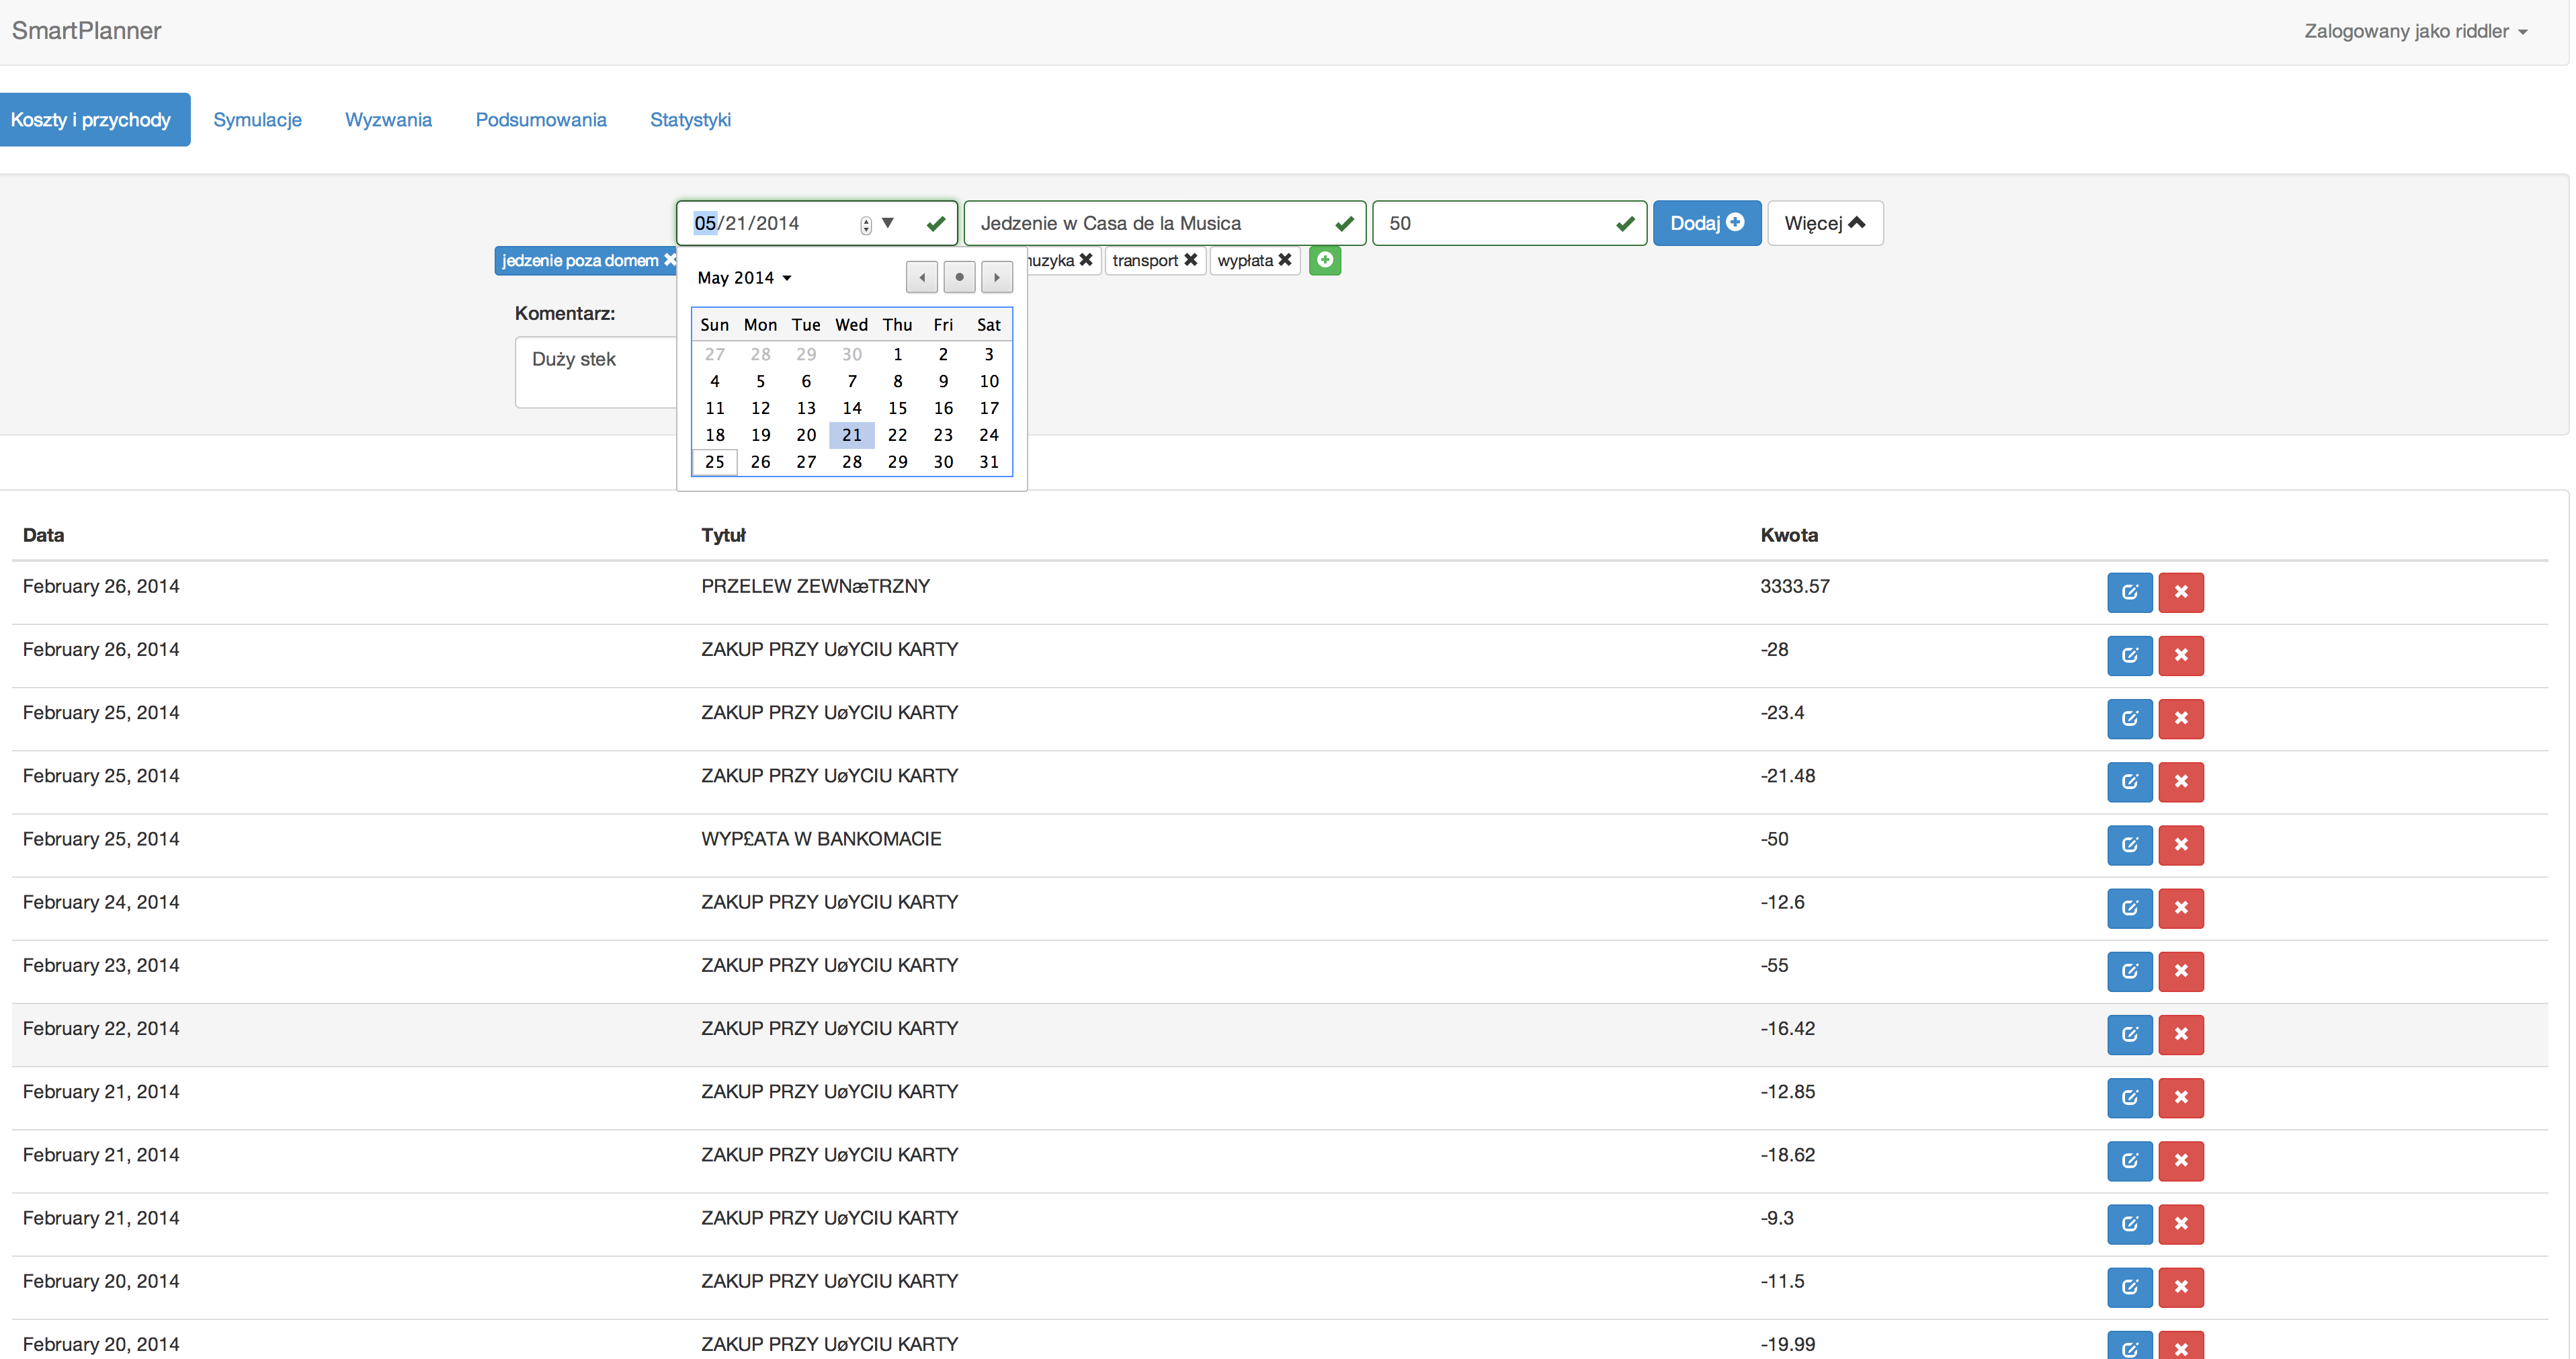 SmartPlanner
Zalogowany jako riddler
Koszty i przychody Symulacje Wyzwania Podsumowania Statystyki
05/21/2014 Jedzenie w Casa de la Musica 50 Dodaj Więcej
jedzenie poza domem transport wypłata
May 2014
Komentarz:
Duży stek
Sun Mon Tue Wed Thu Fri Sat
27 28 29 30 1 2 3
4 5 6 7 8 9 10
11 12 13 14 15 16 17
18 19 20 21 22 23 24
25 26 27 28 29 30 31
Data Tytuł Kwota
February 26, 2014 PRZELEW ZEWNæTRZNY 3333.57
February 26, 2014 ZAKUP PRZY UøYCIU KARTY -28
February 25, 2014 ZAKUP PRZY UøYCIU KARTY -23.4
February 25, 2014 ZAKUP PRZY UøYCIU KARTY -21.48
February 25, 2014 WYP£ATA W BANKOMACIE -50
February 24, 2014 ZAKUP PRZY UøYCIU KARTY -12.6
February 23, 2014 ZAKUP PRZY UøYCIU KARTY -55
February 22, 2014 ZAKUP PRZY UøYCIU KARTY -16.42
February 21, 2014 ZAKUP PRZY UøYCIU KARTY -12.85
February 21, 2014 ZAKUP PRZY UøYCIU KARTY -18.62
February 21, 2014 ZAKUP PRZY UøYCIU KARTY -9.3
February 20, 2014 ZAKUP PRZY UøYCIU KARTY -11.5
February 20, 2014 ZAKUP PRZY UøYCIU KARTY -19.99